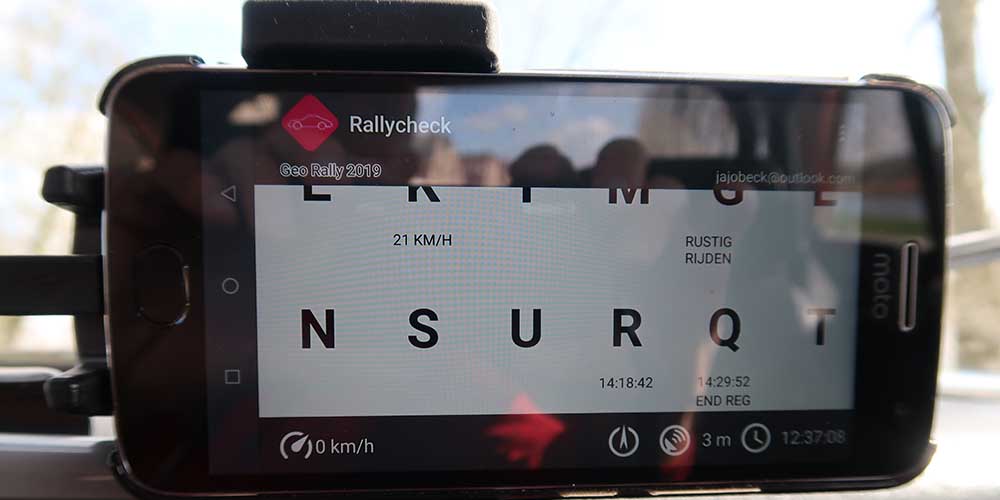 Rallycheck
Geo Rally 2019
jajobeck@outlook.com
E K I M G L
21 KM/H
RUSTIG
RIJDEN
N S U R Q T
14:18:42
14:29:52
END REG
0 km/h
3 m
12:37:08
moto